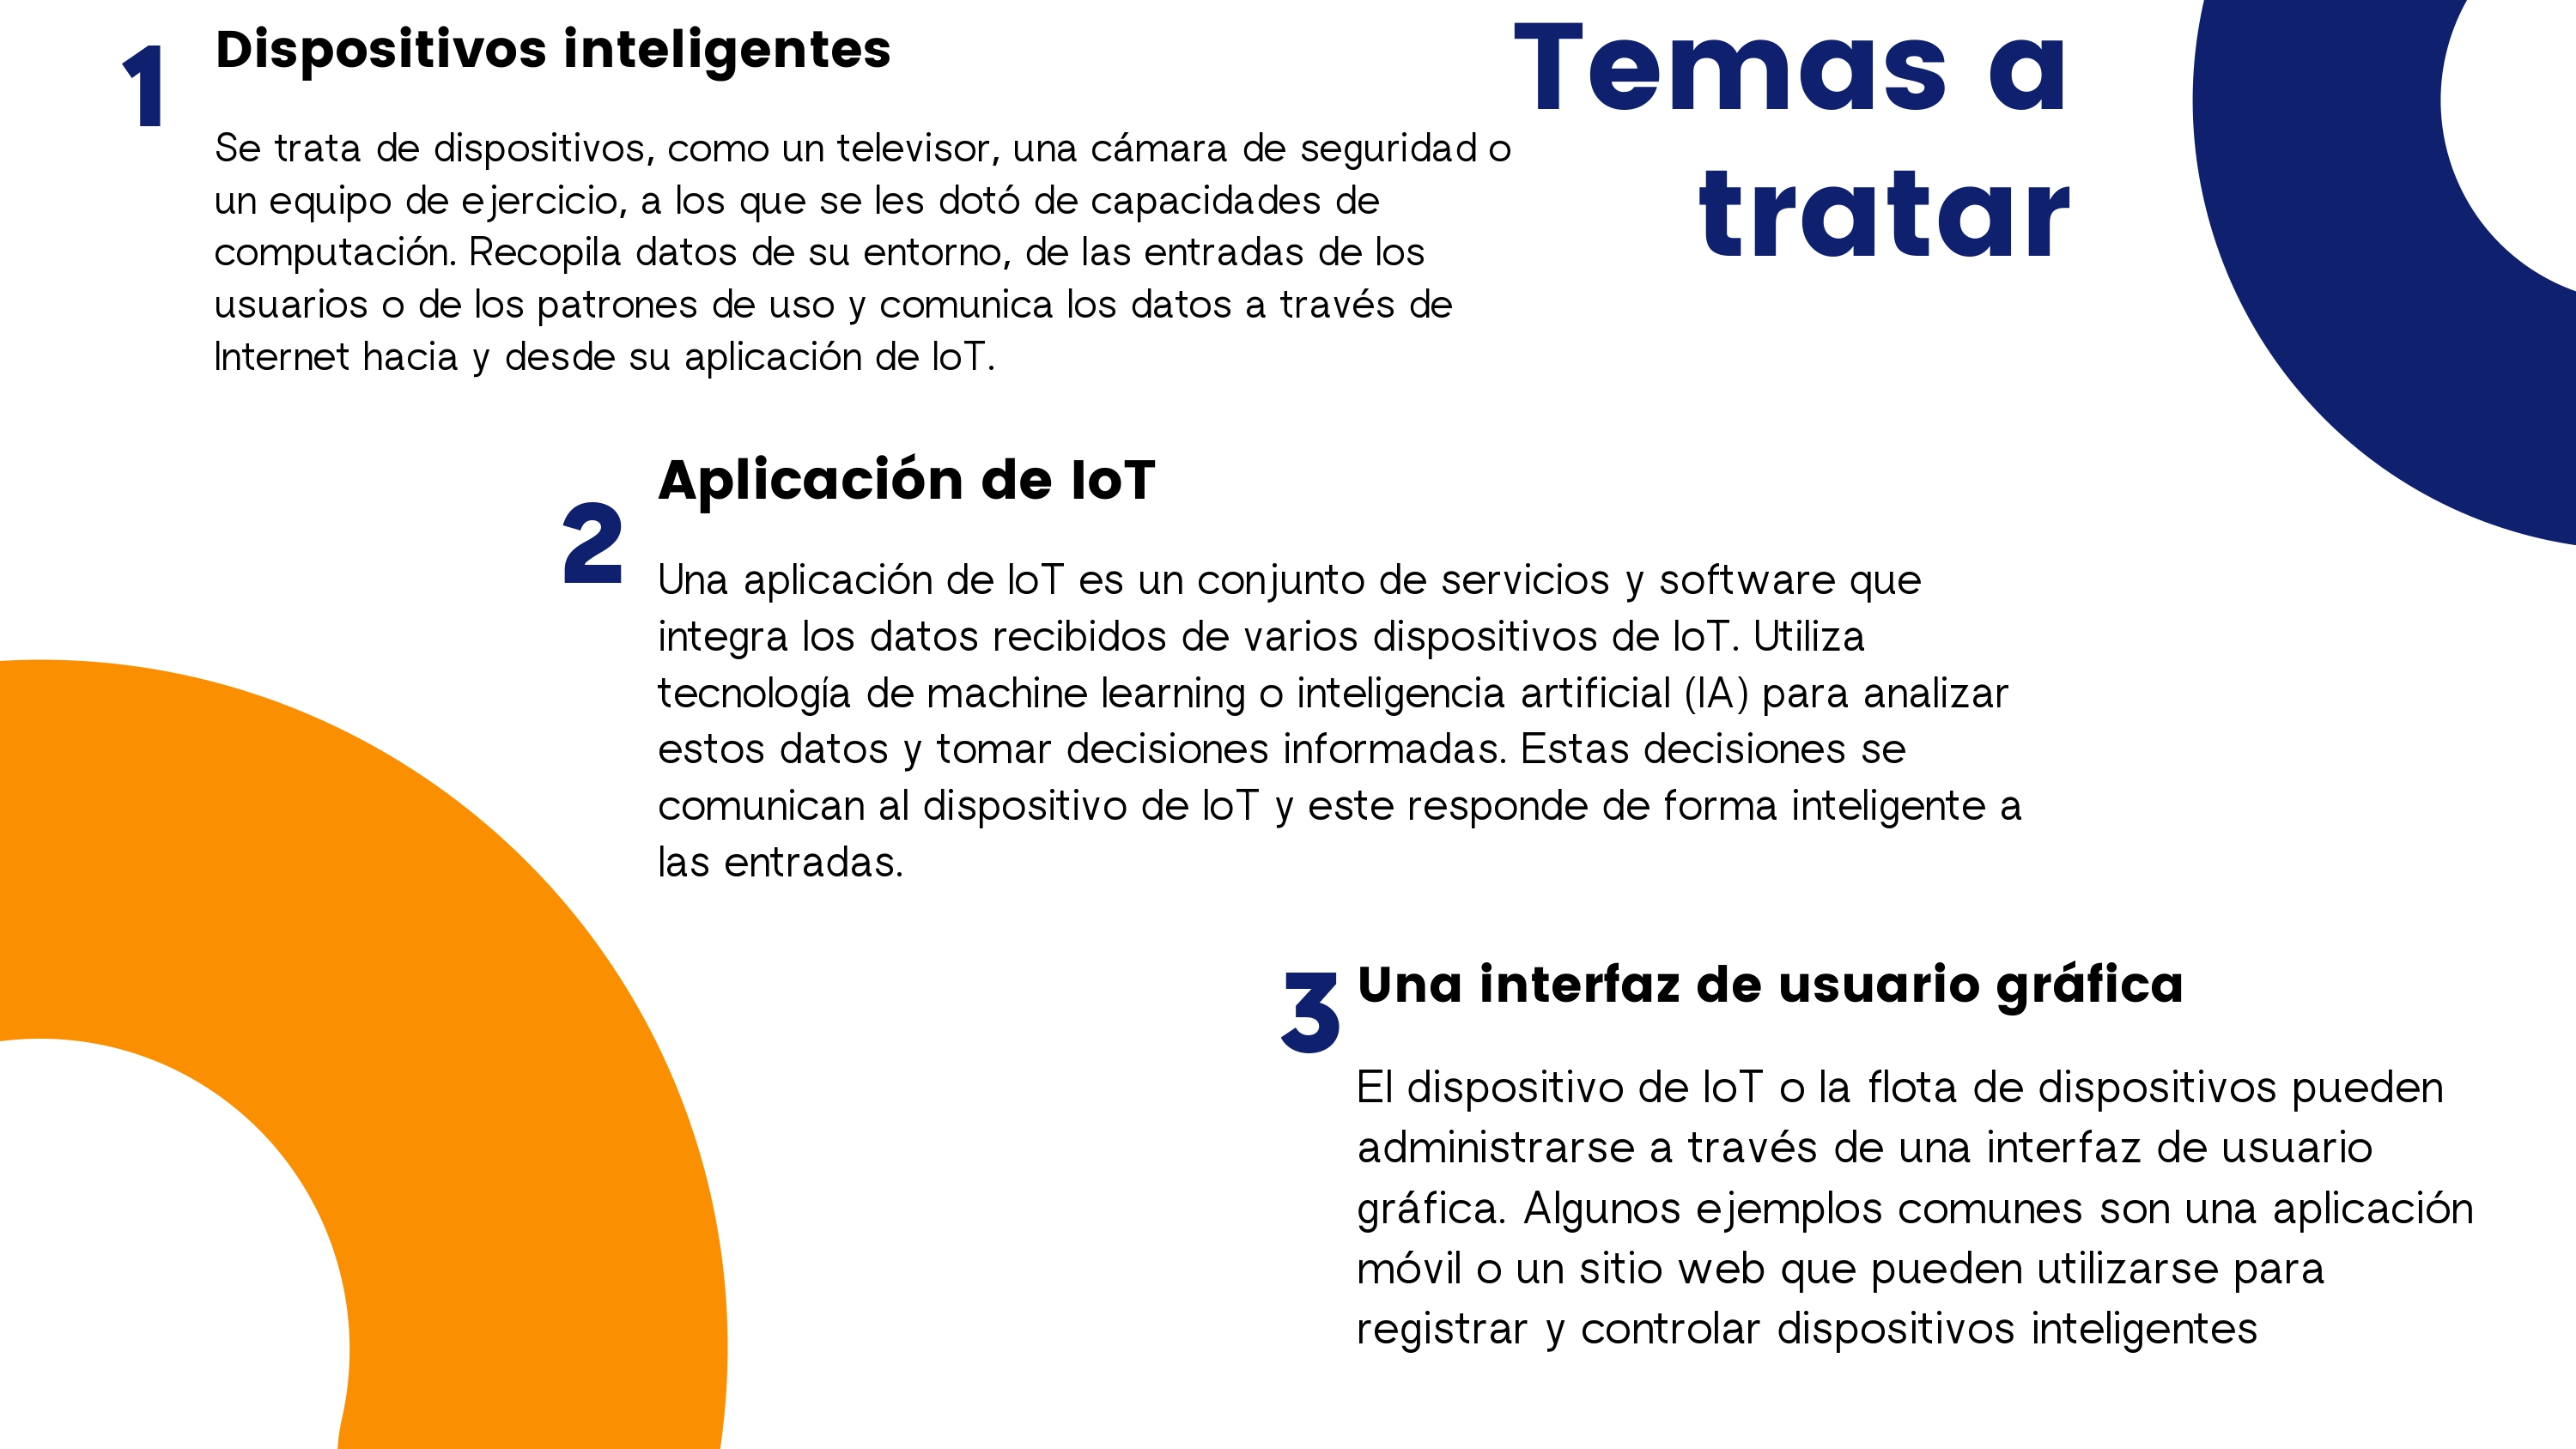 Temas a
tratar
1
Dispositivos inteligentes
Se trata de dispositivos, como un televisor, una cámara de seguridad o
un equipo de ejercicio, a los que se les dotó de capacidades de
computación. Recopila datos de su entorno, de las entradas de los
usuarios o de los patrones de uso y comunica los datos a través de
Internet hacia y desde su aplicación de IoT.
2
Aplicación de IoT
Una aplicación de IoT es un conjunto de servicios y software que
integra los datos recibidos de varios dispositivos de IoT. Utiliza
tecnología de machine learning o inteligencia artificial (IA) para analizar
estos datos y tomar decisiones informadas. Estas decisiones se
comunican al dispositivo de IoT y este responde de forma inteligente a
las entradas.
3
Una interfaz de usuario gráfica
El dispositivo de IoT o la flota de dispositivos pueden
administrarse a través de una interfaz de usuario
gráfica. Algunos ejemplos comunes son una aplicación
móvil o un sitio web que pueden utilizarse para
registrar y controlar dispositivos inteligentes